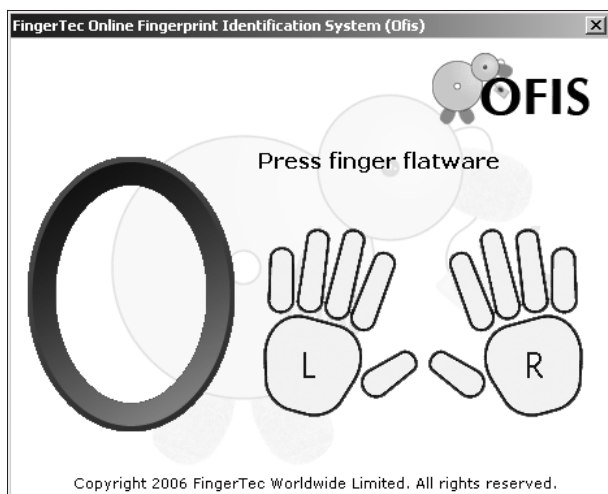 FingerTec Online Fingerprint Identification System (Ofis)
OFIS
Press finger flatware
L R
Copyright 2006 FingerTec Worldwide Limited. All rights reserved.